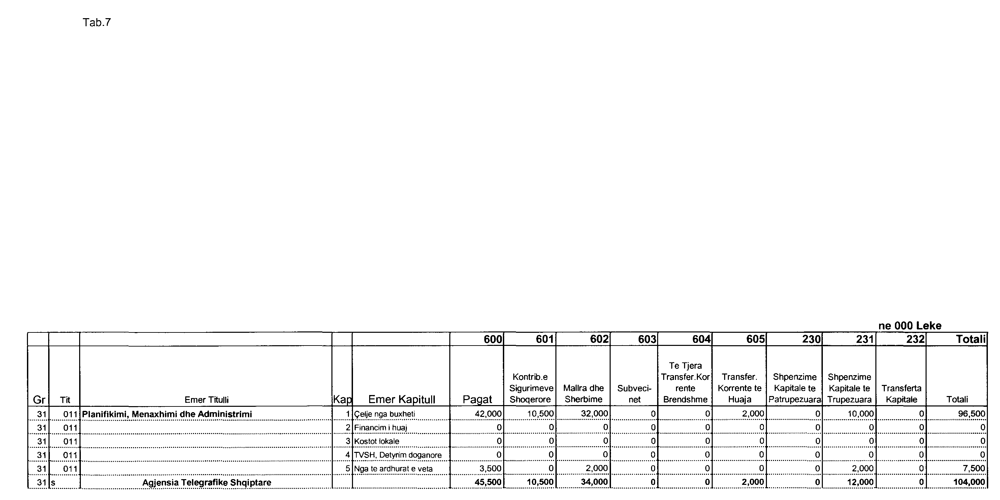 Tab.7
ne 000 Leke
600 601 602 603 604 605 230 231 232 Totali
Gr Tit Emer Titulli Kap Emer Kapitull Pagat Kontrib.e Sigurimeve Shoqerore Mallra dhe Sherbime Subveci-net Te Tjera Transfer.Kor rente Brendshme Transfer. Korrente te Huaja Shpenzime Kapitale te Patrupezuara Shpenzime Kapitale te Trupezuara Transferta Kapitale Totali
31 011 Planifikimi, Menaxhimi dhe Administrimi 1 Çelje nga buxheti 42,000 10,500 32,000 0 0 2,000 0 10,000 0 96,500
31 011 2 Financim i huaj 0 0 0 0 0 0 0 0 0 0
31 011 3 Kostot lokale 0 0 0 0 0 0 0 0 0 0
31 011 4 TVSH, Detyrim doganore 0 0 0 0 0 0 0 0 0 0
31 011 5 Nga te ardhurat e veta 3,500 0 2,000 0 0 0 0 2,000 0 7,500
31 s Agjensia Telegrafike Shqiptare 45,500 10,500 34,000 0 0 2,000 0 12,000 0 104,000